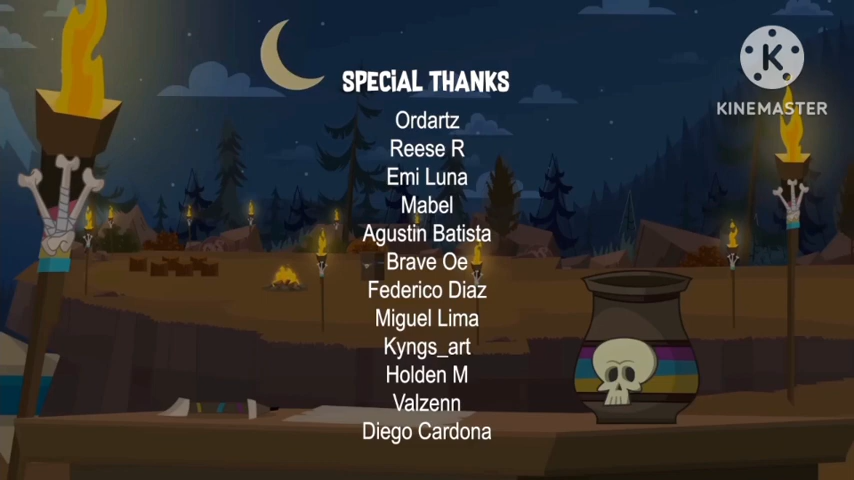 SPECIAL THANKS
K
KINEMASTER
Ordartz
Reese R
Emi Luna
Mabel
Agustin Batista
Brave Oe
Federico Diaz
Miguel Lima
Kyngs_art
Holden M
Valzenn
Diego Cardona